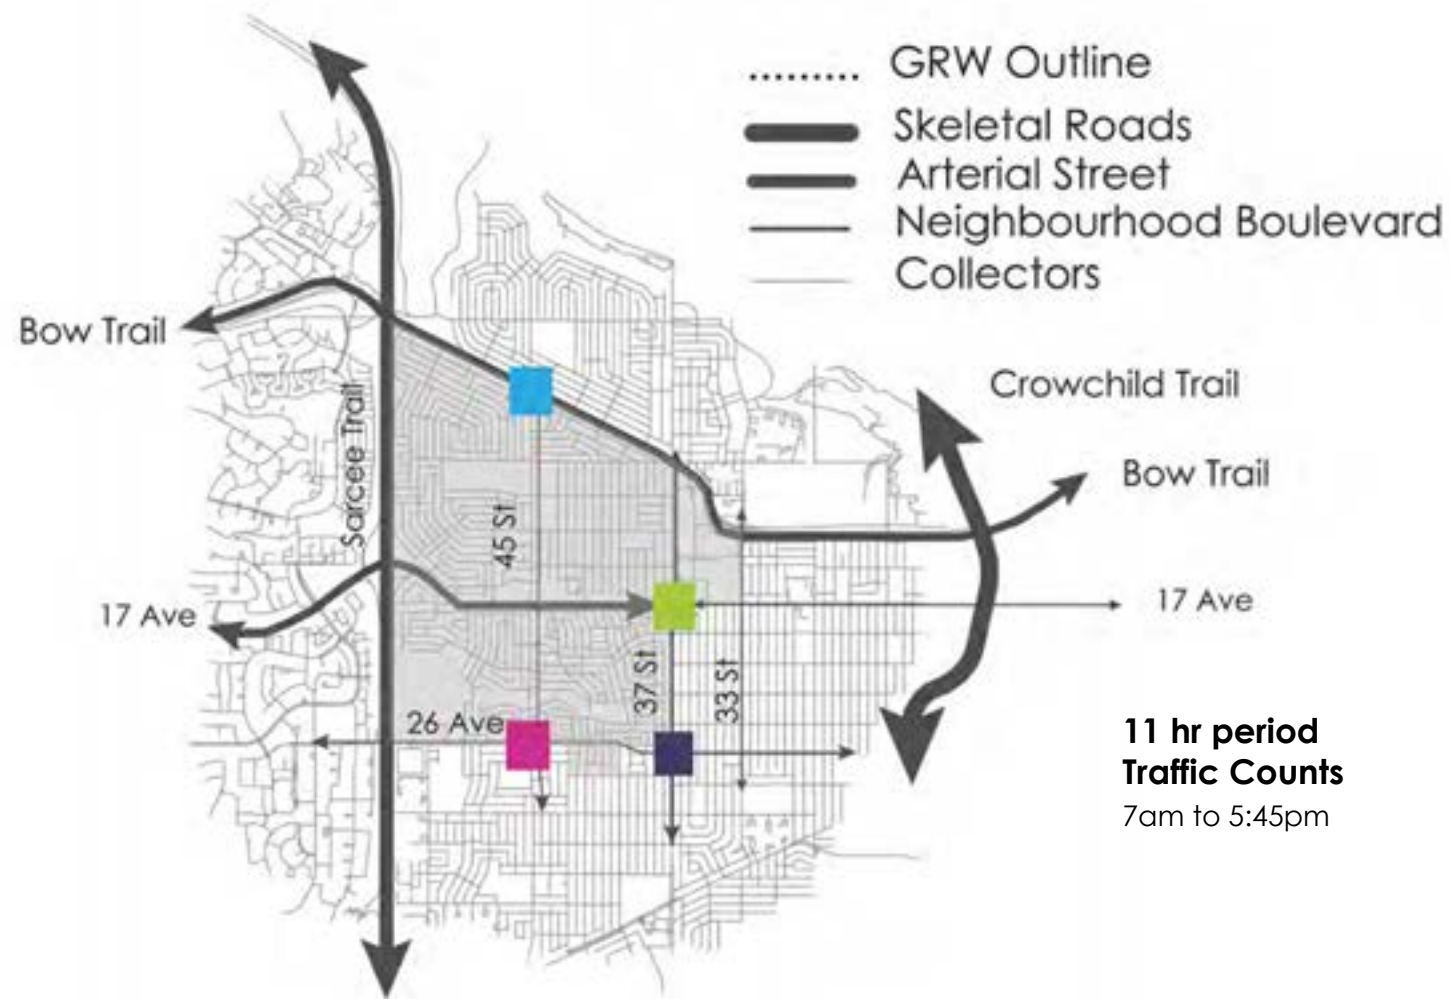 GRW Outline
Skeletal Roads
Arterial Street
Neighbourhood Boulevard
Collectors
Bow Trail
Sarcee Trail
Crowchild Trail
Bow Trail
45 St
17 Ave
17 Ave
37 St
33 St
26 Ave
11 hr period
Traffic Counts
7am to 5:45pm